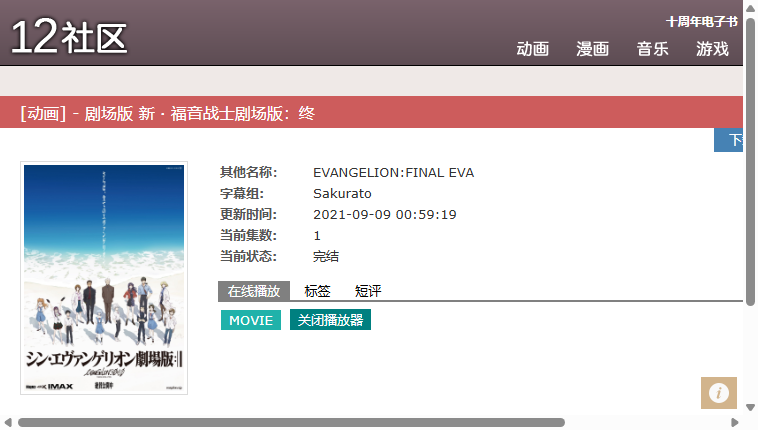 12社区
十周年电子书
动画 漫画 音乐 游戏
[动画] - 剧场版 新·福音战士剧场版：终
下
其他名称： EVANGELION:FINAL EVA
字幕组： Sakurato
更新时间： 2021-09-09 00:59:19
当前集数： 1
当前状态： 完结
在线播放 标签 短评
MOVIE 关闭播放器
シン・エヴァンゲリオン劇場版:||
IMAX
i